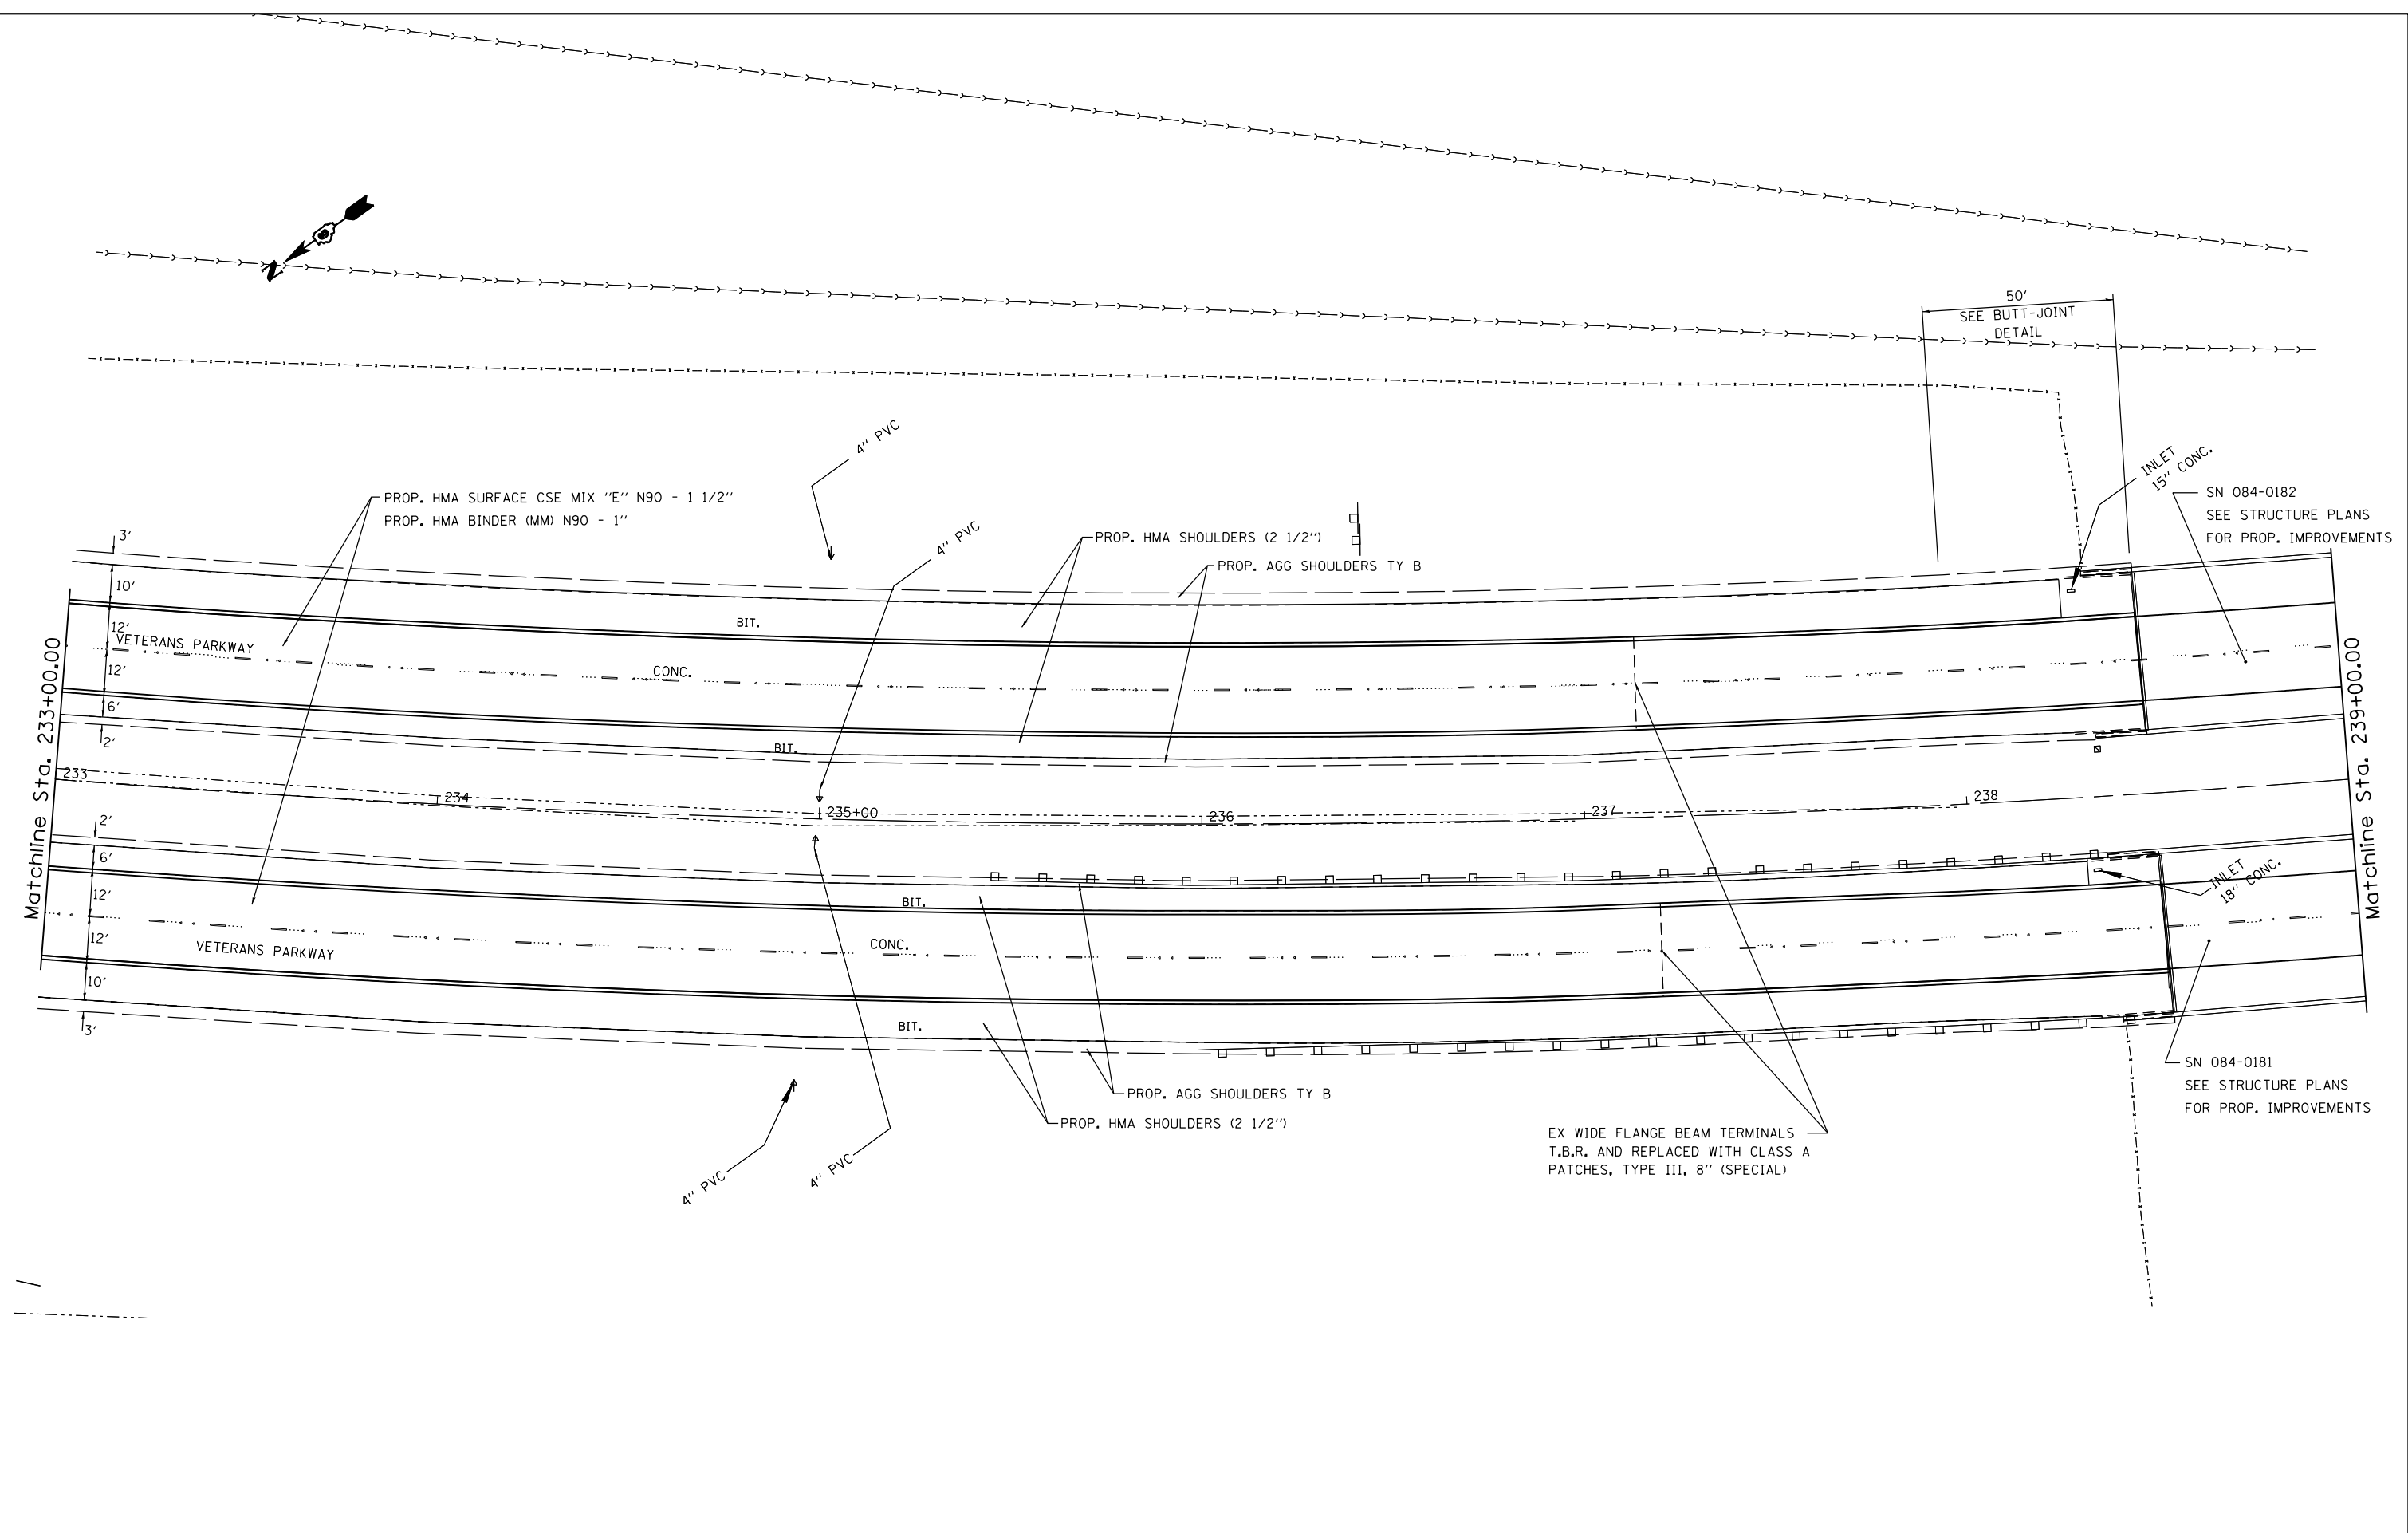 N
50'
SEE BUTT-JOINT
DETAIL
4" PVC
INLET
15" CONC.
SN 084-0182
SEE STRUCTURE PLANS
FOR PROP. IMPROVEMENTS
PROP. HMA SURFACE CSE MIX "E" N90 - 1 1/2"
PROP. HMA BINDER (MM) N90 - 1"
4" PVC
PROP. HMA SHOULDERS (2 1/2")
PROP. AGG SHOULDERS TY B
3'
10'
12'
12'
6'
2'
BIT.
VETERANS PARKWAY
CONC.
BIT.
Matchline Sta. 233+00.00
Matchline Sta. 239+00.00
233
234
235+00
236
237
238
2'
6'
12'
12'
10'
3'
BIT.
INLET
18" CONC.
VETERANS PARKWAY
CONC.
BIT.
SN 084-0181
SEE STRUCTURE PLANS
FOR PROP. IMPROVEMENTS
PROP. AGG SHOULDERS TY B
PROP. HMA SHOULDERS (2 1/2")
EX WIDE FLANGE BEAM TERMINALS
T.B.R. AND REPLACED WITH CLASS A
PATCHES, TYPE III, 8" (SPECIAL)
4" PVC
4" PVC